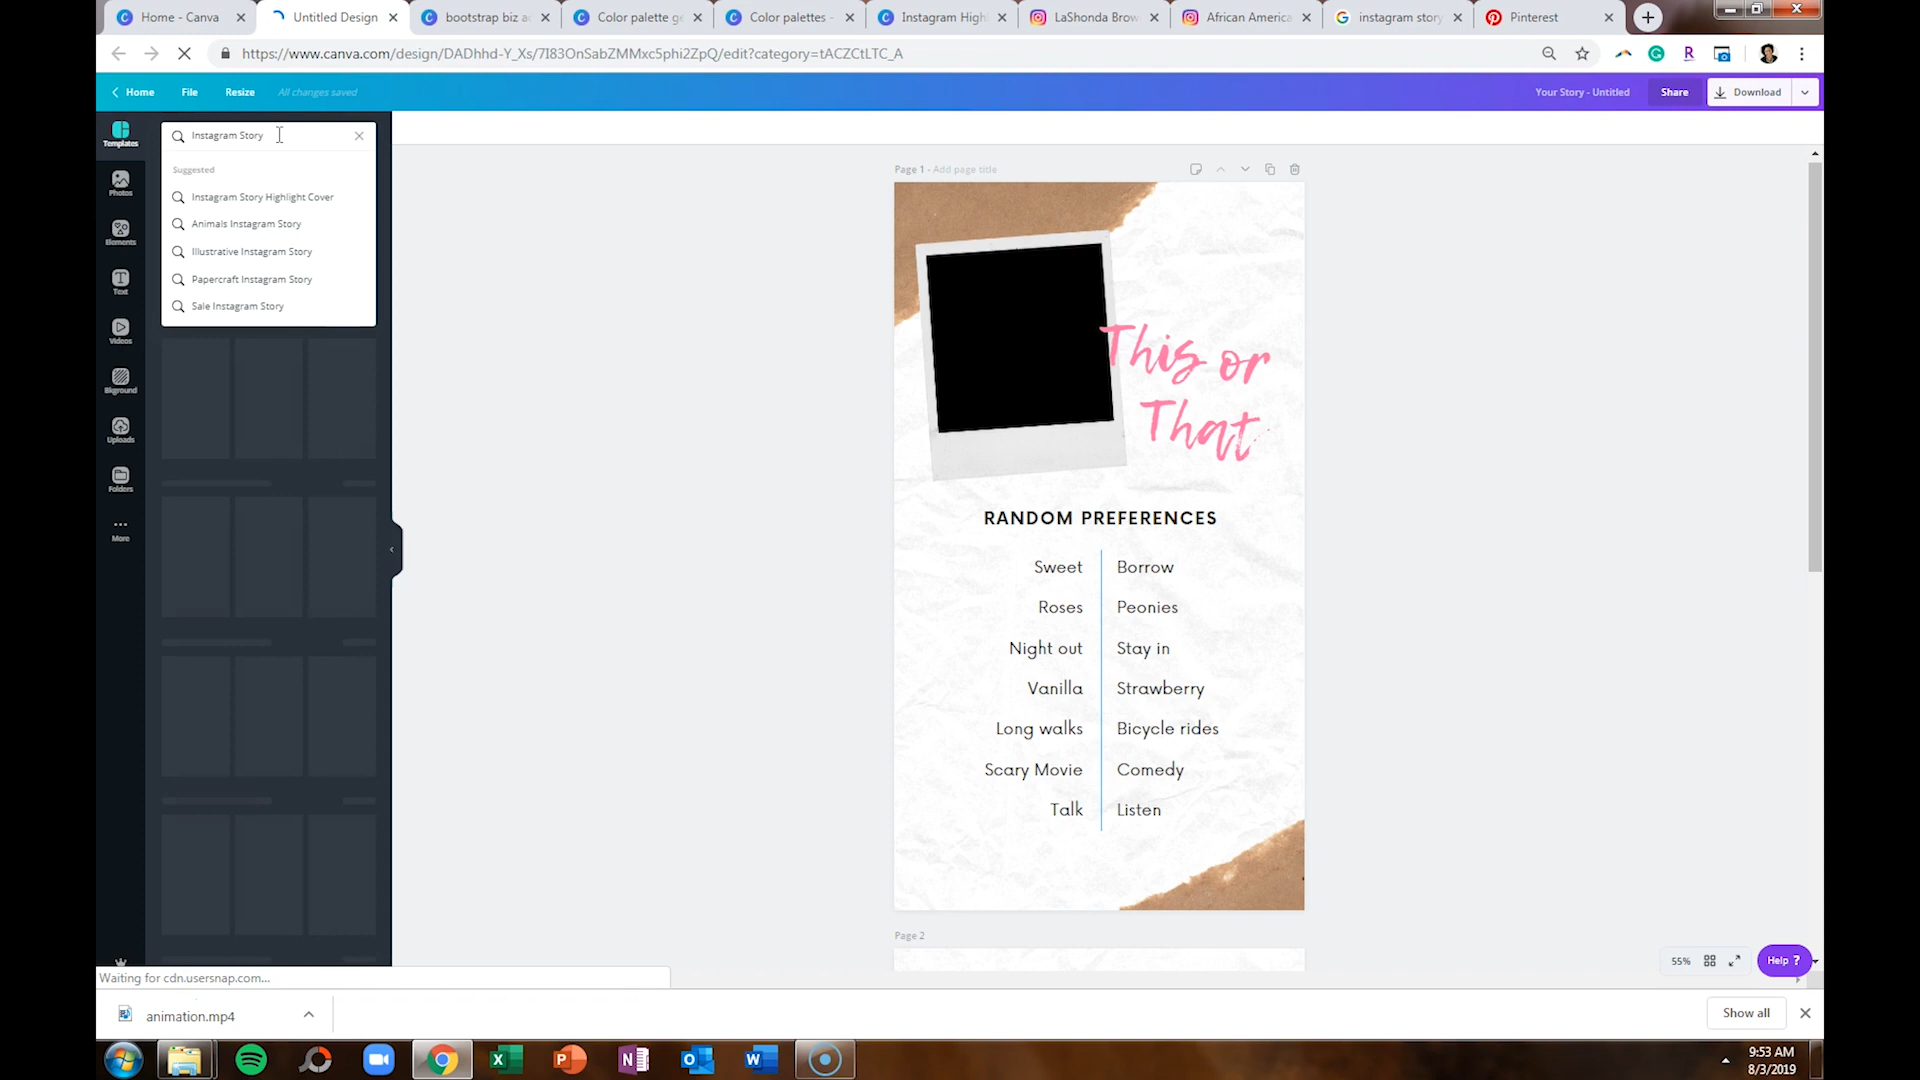 Home - Canva
Untitled Design
bootstrap biz ac
Color palette ge
Color palettes -
Instagram High
LaShonda Brow
African America
instagram story
Pinterest
https://www.canva.com/design/DADhhd-Y_Xs/7I83OnSabZMMxc5phi2ZpQ/edit?category=tACZCtLTC_A
Home File Resize All changes saved
Your Story - Untitled Share Download
Templates
Photos
Elements
Text
Videos
Bkground
Uploads
Folders
More
Instagram Story
Suggested
Instagram Story Highlight Cover
Animals Instagram Story
Illustrative Instagram Story
Papercraft Instagram Story
Sale Instagram Story
Page 1 - Add page title
This or
That
RANDOM PREFERENCES
Sweet Borrow
Roses Peonies
Night out Stay in
Vanilla Strawberry
Long walks Bicycle rides
Scary Movie Comedy
Talk Listen
Page 2
55%
Help ?
Waiting for cdn.usersnap.com...
animation.mp4
Show all
9:53 AM
8/3/2019